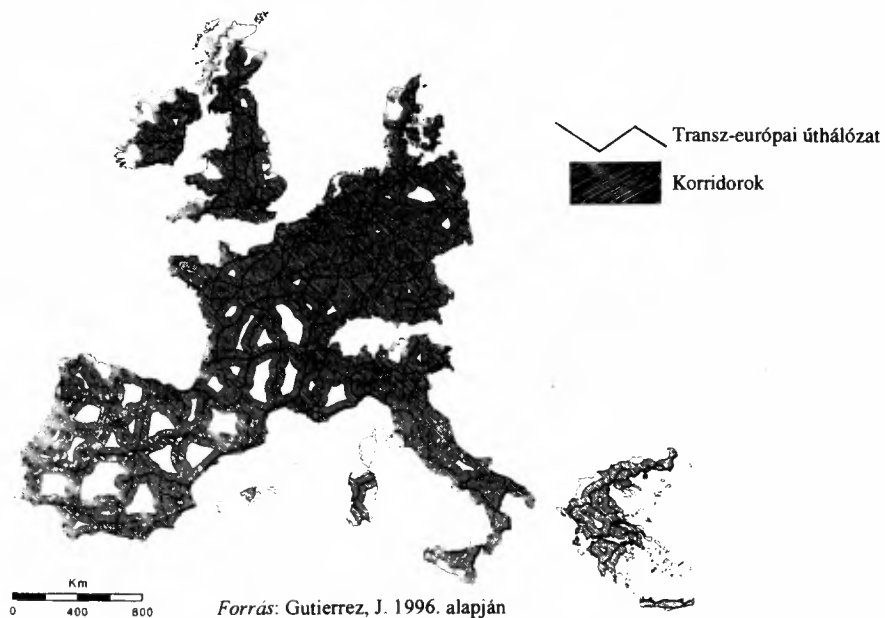 Transz-európai úthálózat
Korridorok
Km
0 400 800
Forrás: Gutierrez, J. 1996. alapján